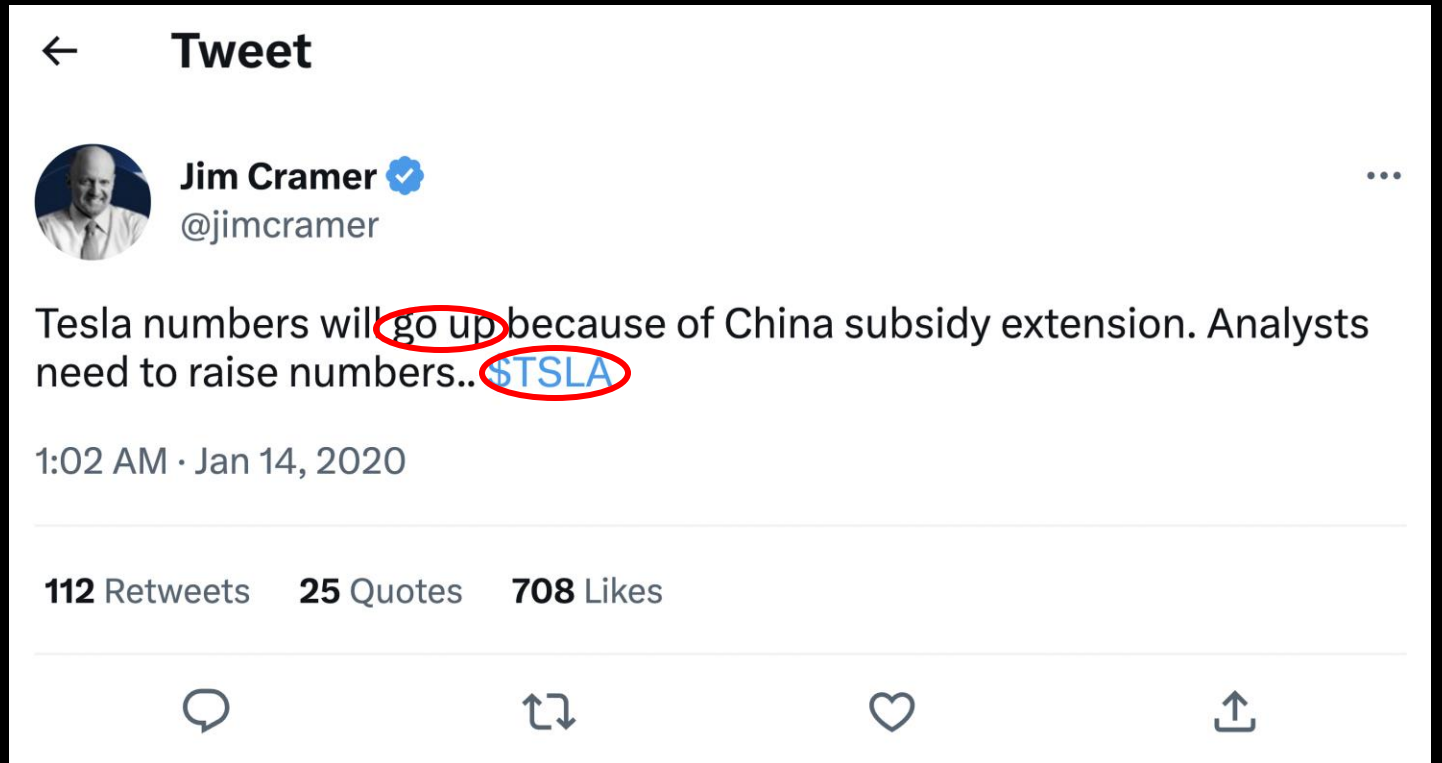 Tweet
Jim Cramer
@jimcramer
Tesla numbers will go up because of China subsidy extension. Analysts
need to raise numbers.. $TSLA
1:02 AM · Jan 14, 2020
112 Retweets 25 Quotes 708 Likes